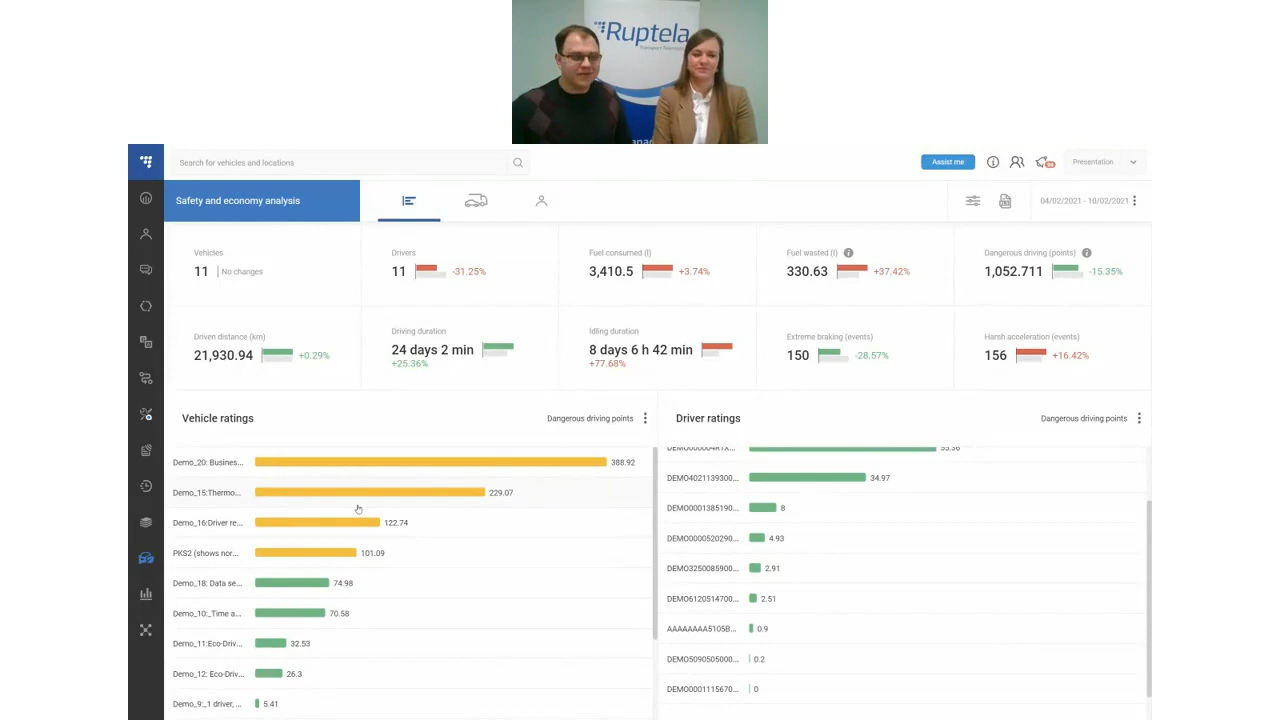 Ruptela
Search for vehicles and locations
Assist me
Presentation
Safety and economy analysis
04/02/2021 - 10/02/2021
Vehicles
11 No changes
Drivers
11 -31.25%
Fuel consumed (l)
3,410.5 +3.74%
Fuel wasted (l)
330.63 +37.42%
Dangerous driving (points)
1,052.711 -15.35%
Driven distance (km)
21,930.94 +0.29%
Driving duration
24 days 2 min
+25.36%
Idling duration
8 days 6 h 42 min
+77.68%
Extreme braking (events)
150 -28.57%
Harsh acceleration (events)
156 +16.42%
Vehicle ratings
Dangerous driving points
Demo_20: Busines... 388.92
Demo_15:Thermo... 229.07
Demo_16:Driver re... 122.74
PKS2 (shows nor... 101.09
Demo_18: Data se... 74.98
Demo_10:_Time a... 70.58
Demo_11:Eco-Driv... 32.53
Demo_12: Eco-Driv... 26.3
Demo_9:_1 driver, ... 5.41
Driver ratings
Dangerous driving points
55.36
DEMO4021139300... 34.97
DEMO0001385190... 8
DEMO0000520290... 4.93
DEMO3250085900... 2.91
DEMO6120514700... 2.51
AAAAAAAA5105B... 0.9
DEMO5090505000... 0.2
DEMO0001115670... 0